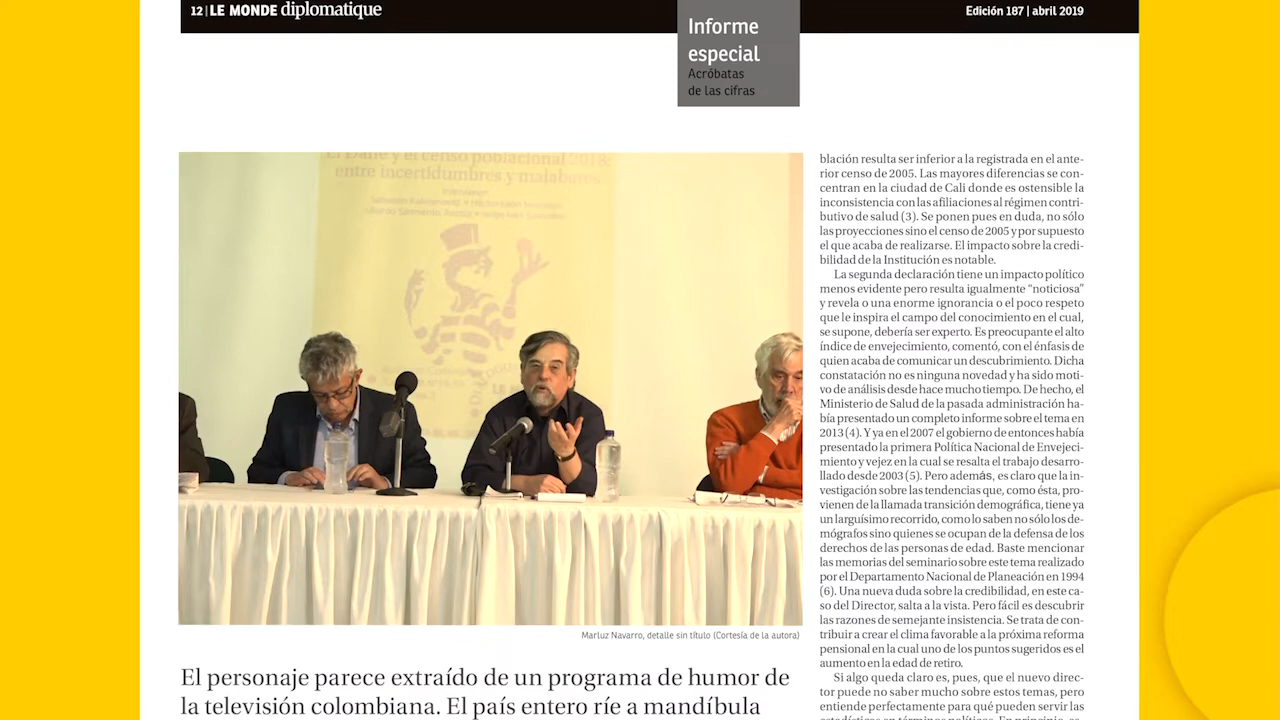 12 | LE MONDE diplomatique
Edición 187 | abril 2019
Informe
especial
Acróbatas
de las cifras
El Dane y el censo poblacional 2018:
entre incertidumbres y malabares
Marluz Navarro, detalle sin título (Cortesía de la autora)
El personaje parece extraído de un programa de humor de
la televisión colombiana. El país entero ríe a mandíbula
blación resulta ser inferior a la registrada en el ante-
rior censo de 2005. Las mayores diferencias se con-
centran en la ciudad de Cali donde es ostensible la
inconsistencia con las afiliaciones al régimen contri-
butivo de salud (3). Se ponen pues en duda, no sólo
las proyecciones sino el censo de 2005 y por supuesto
el que acaba de realizarse. El impacto sobre la credi-
bilidad de la Institución es notable.
La segunda declaración tiene un impacto político
menos evidente pero resulta igualmente “noticiosa”
y revela o una enorme ignorancia o el poco respeto
que le inspira el campo del conocimiento en el cual,
se supone, debería ser experto. Es preocupante el alto
índice de envejecimiento, comentó, con el énfasis de
quien acaba de comunicar un descubrimiento. Dicha
constatación no es ninguna novedad y ha sido moti-
vo de análisis desde hace mucho tiempo. De hecho, el
Ministerio de Salud de la pasada administración ha-
bía presentado un completo informe sobre el tema en
2013 (4). Y ya en el 2007 el gobierno de entonces había
presentado la primera Política Nacional de Envejeci-
miento y vejez en la cual se resalta el trabajo desarro-
llado desde 2003 (5). Pero además, es claro que la in-
vestigación sobre las tendencias que, como ésta, pro-
vienen de la llamada transición demográfica, tiene ya
un larguísimo recorrido, como lo saben no sólo los de-
mógrafos sino quienes se ocupan de la defensa de los
derechos de las personas de edad. Baste mencionar
las memorias del seminario sobre este tema realizado
por el Departamento Nacional de Planeación en 1994
(6). Una nueva duda sobre la credibilidad, en este ca-
so del Director, salta a la vista. Pero fácil es descubrir
las razones de semejante insistencia. Se trata de con-
tribuir a crear el clima favorable a la próxima reforma
pensional en la cual uno de los puntos sugeridos es el
aumento en la edad de retiro.
Si algo queda claro es, pues, que el nuevo direc-
tor puede no saber mucho sobre estos temas, pero
entiende perfectamente para qué pueden servir las